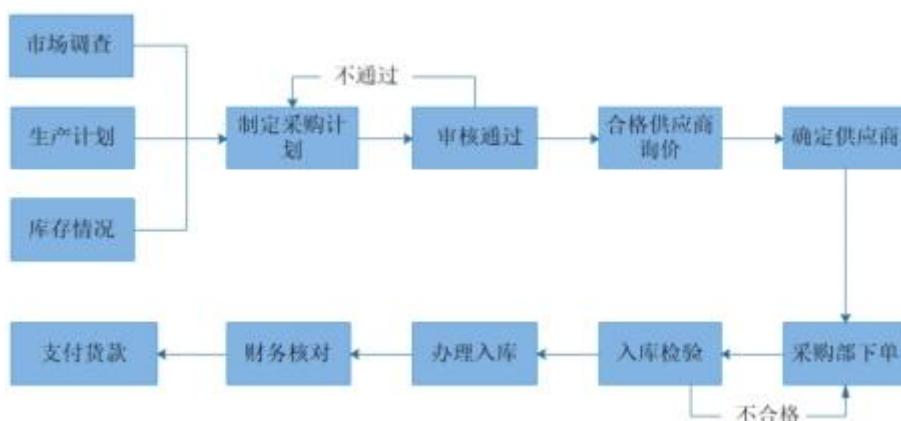 市场调查
不通过
生产计划
制定采购计
划
审核通过
合格供应商
询价
确定供应商
库存情况
支付货款
财务核对
办理入库
入库检验
采购部下单
不合格